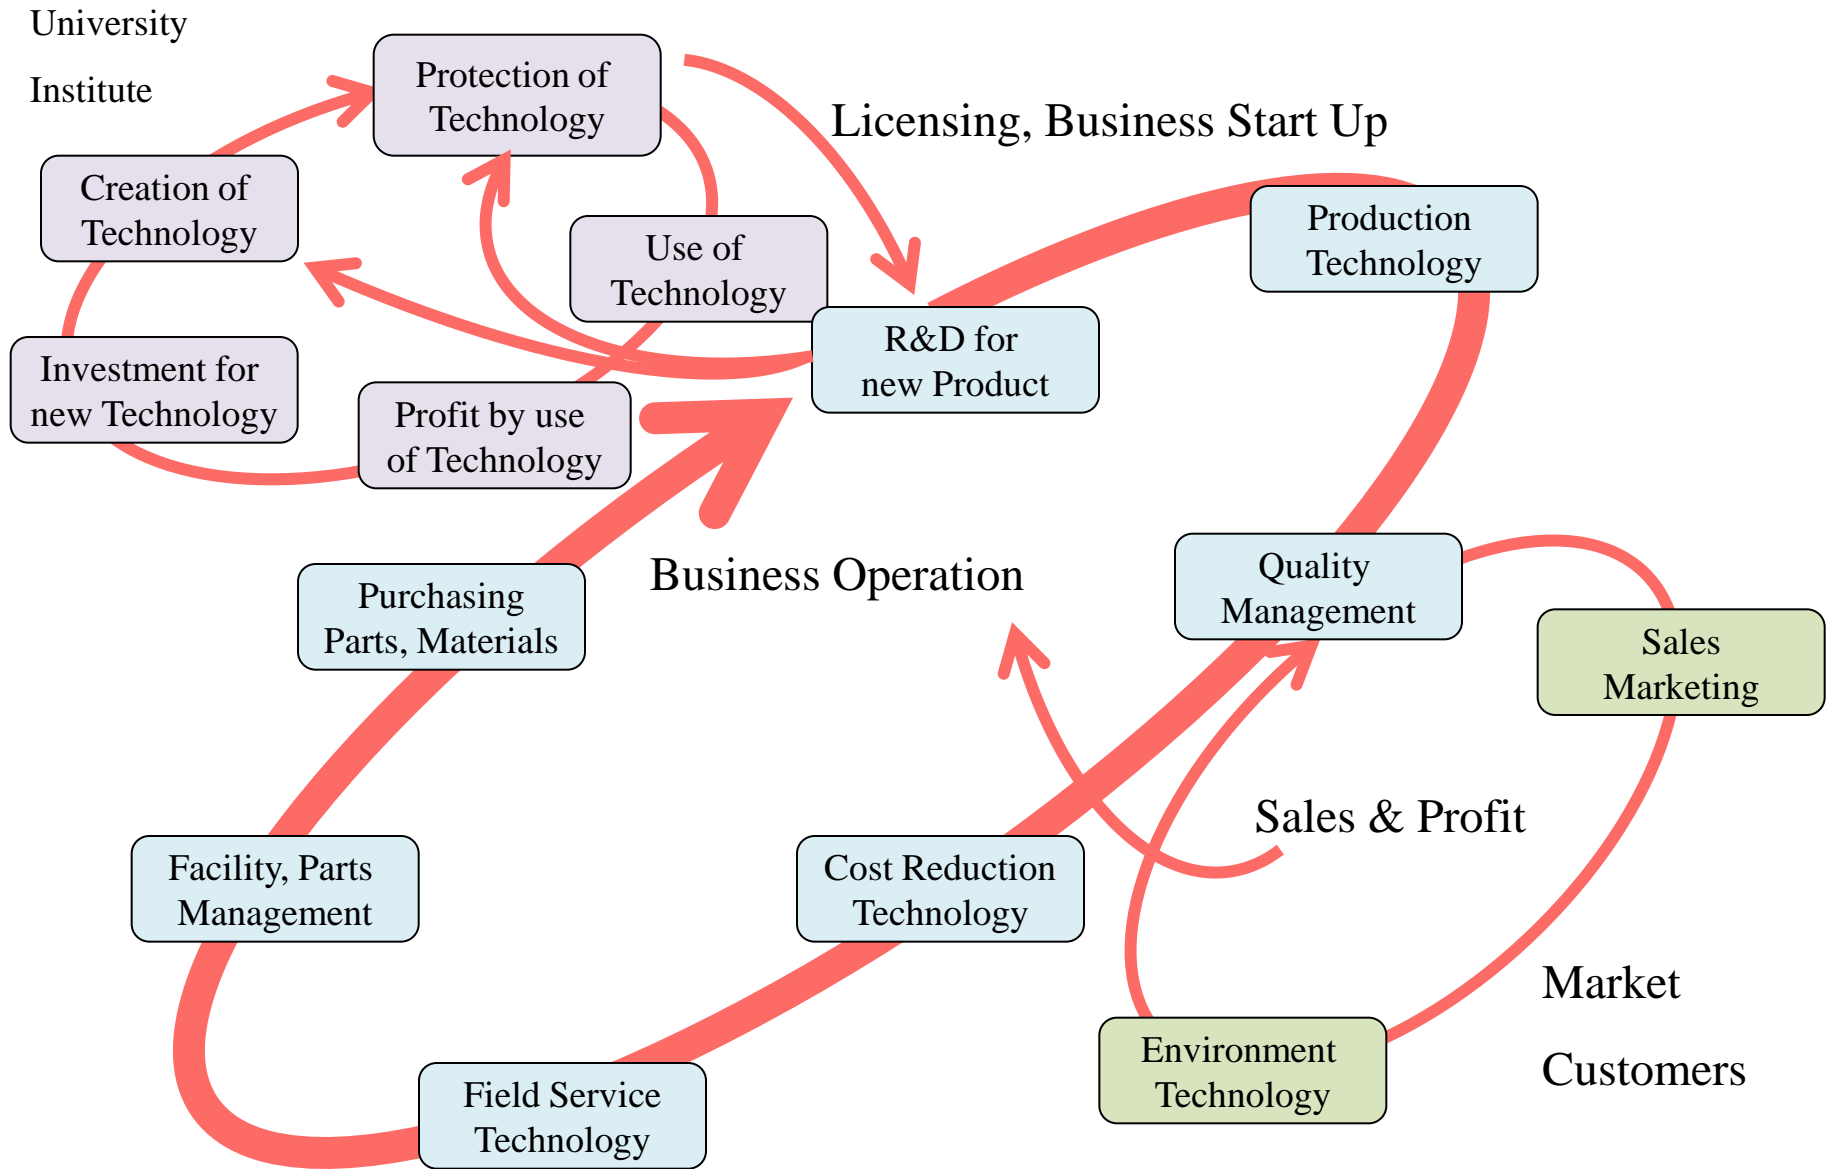 University
Institute
Protection of
Technology
Licensing, Business Start Up
Creation of
Technology
Use of
Technology
Production
Technology
R&D for
new Product
Investment for
new Technology
Profit by use
of Technology
Business Operation
Purchasing
Parts, Materials
Quality
Management
Sales
Marketing
Sales & Profit
Facility, Parts
Management
Cost Reduction
Technology
Market
Customers
Environment
Technology
Field Service
Technology